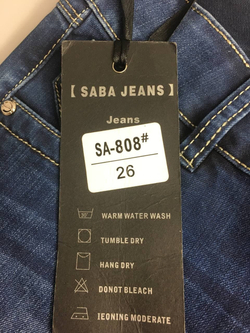 【 SABA JEANS 】
Jeans
SA-808#
26
WARM WATER WASH
TUMBLE DRY
HANG DRY
DONOT BLEACH
IEONING MODERATE